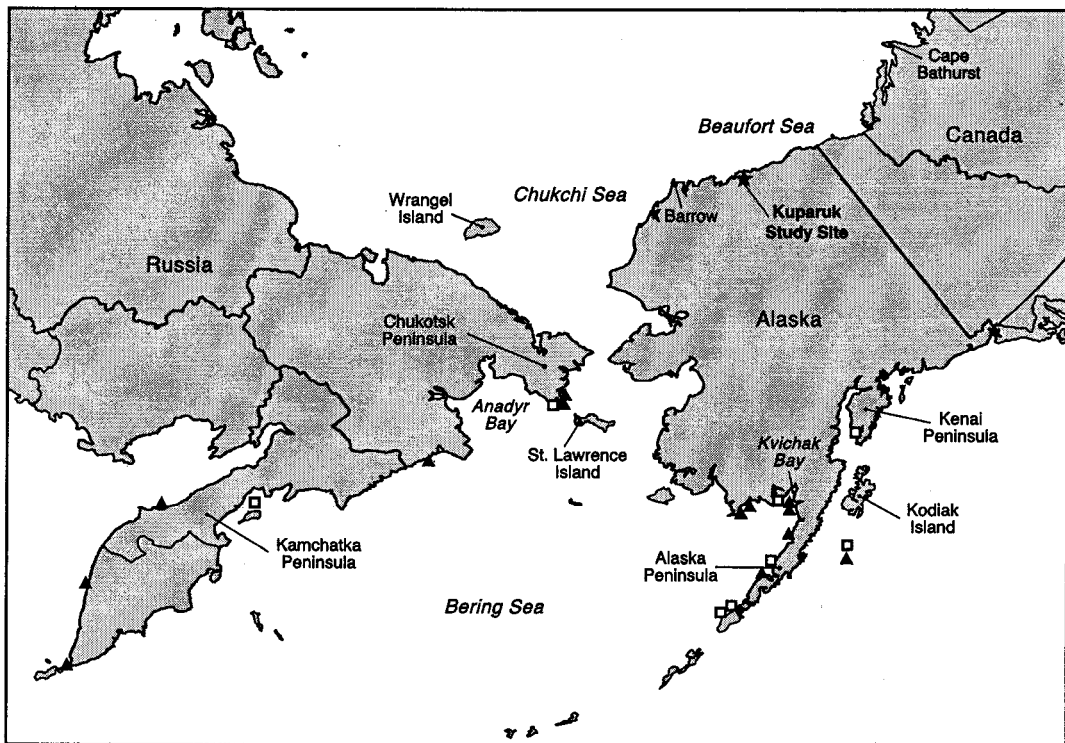 Cape
Bathurst
Beaufort Sea
Canada
Wrangel
Island
Chukchi Sea
Barrow
Kuparuk
Study Site
Russia
Alaska
Chukotsk
Peninsula
Anadyr
Bay
St. Lawrence
Island
Kenai
Peninsula
Kvichak
Bay
Kodiak
Island
Kamchatka
Peninsula
Alaska
Peninsula
Bering Sea